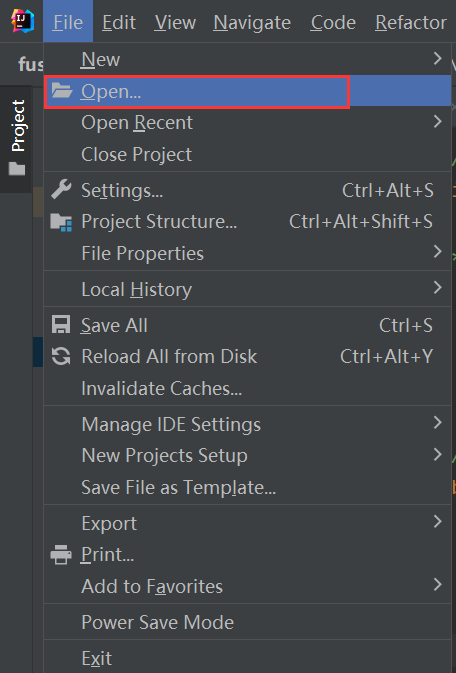 File Edit View Navigate Code Refactor
fus
Project
New
Open...
Open Recent
Close Project
Settings... Ctrl+Alt+S
Project Structure... Ctrl+Alt+Shift+S
File Properties
Local History
Save All Ctrl+S
Reload All from Disk Ctrl+Alt+Y
Invalidate Caches...
Manage IDE Settings
New Projects Setup
Save File as Template...
Export
Print...
Add to Favorites
Power Save Mode
Exit